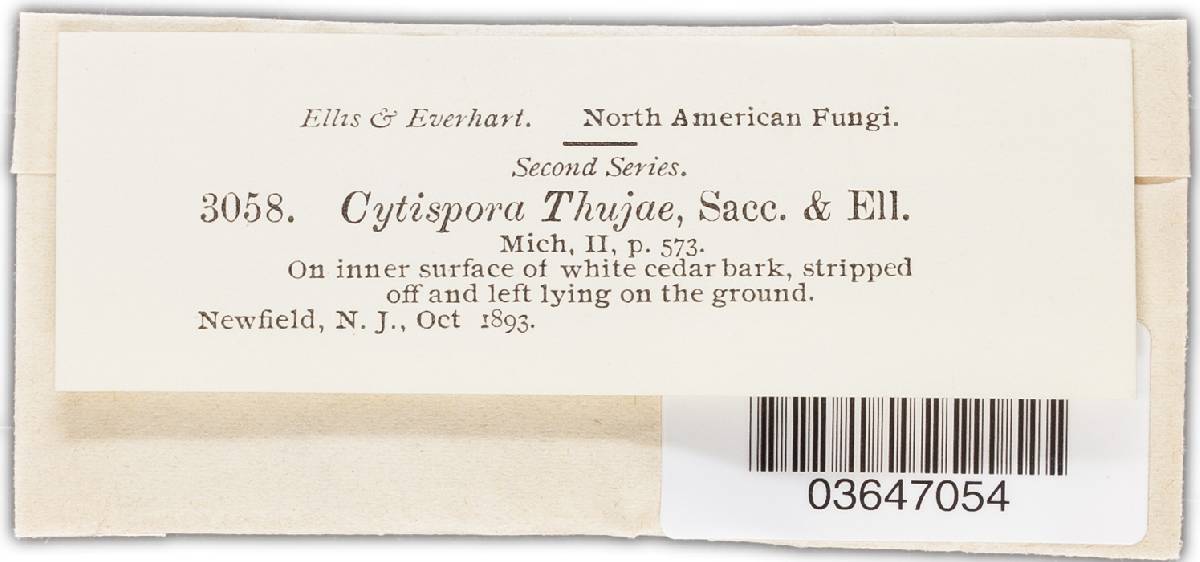 Ellis & Everhart. North American Fungi.
Second Series.
3058. Cytispora Thujae, Sacc. & Ell.
Mich, II, p. 573.
On inner surface of white cedar bark, stripped
off and left lying on the ground.
Newfield, N. J., Oct 1893.
03647054